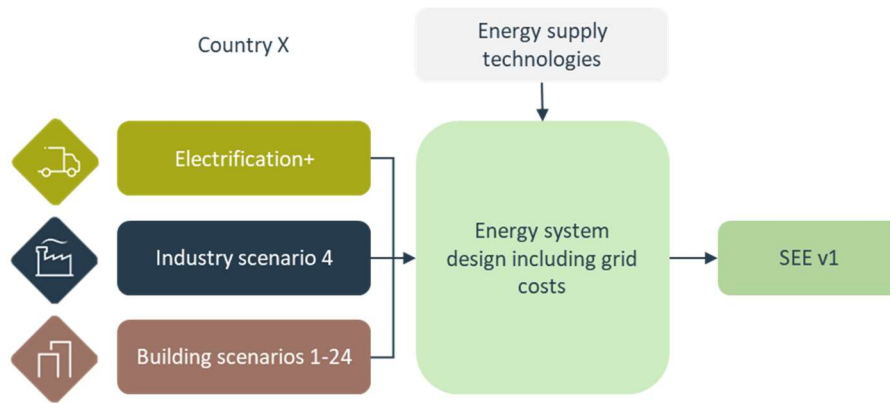 Country X
Energy supply
technologies
Electrification+
Industry scenario 4
Building scenarios 1-24
Energy system
design including grid
costs
SEE v1